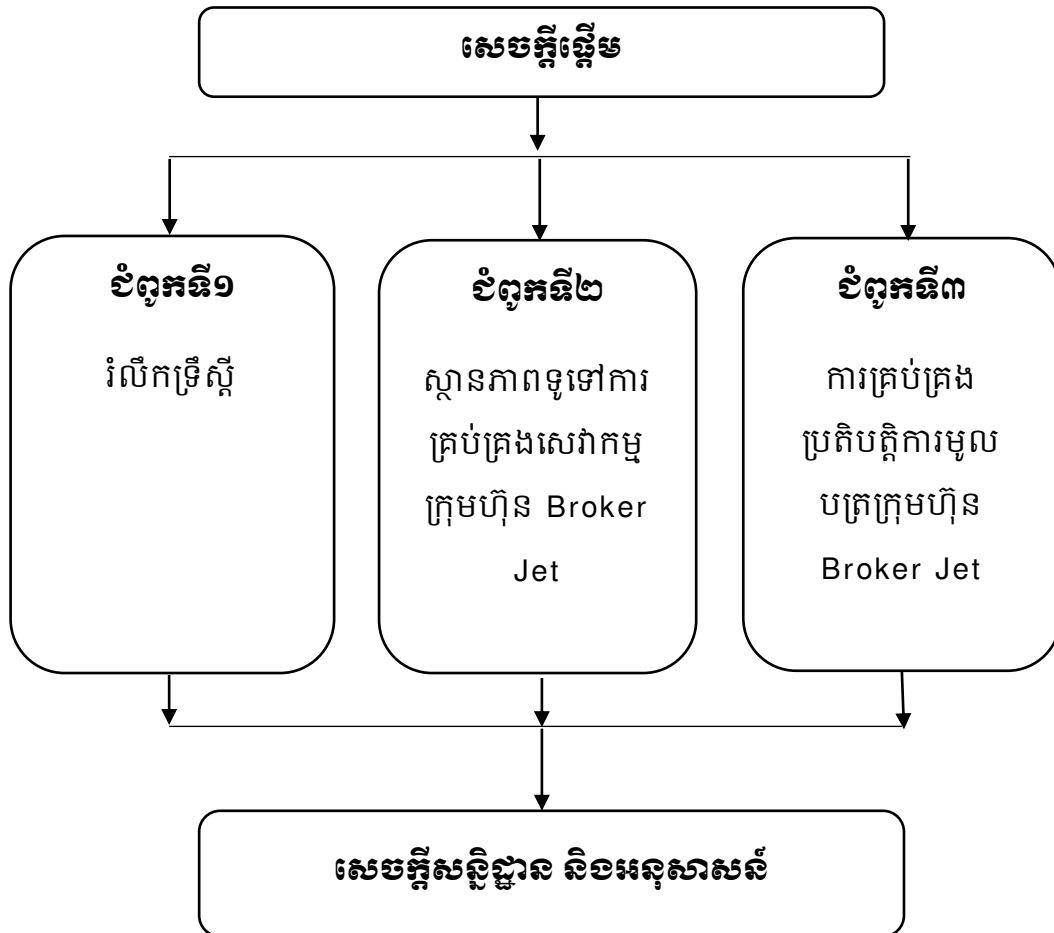 សេចក្តីផ្តើម
ជំពូកទី១
រំលឹកទ្រឹស្តី
ជំពូកទី២
ស្ថានភាពទូទៅការ
គ្រប់គ្រងសេវាកម្ម
ក្រុមហ៊ុន Broker
Jet
ជំពូកទី៣
ការគ្រប់គ្រង
ប្រតិបត្តិការមូល
បត្រក្រុមហ៊ុន
Broker Jet
សេចក្តីសន្និដ្ឋាន និងអនុសាសន៍